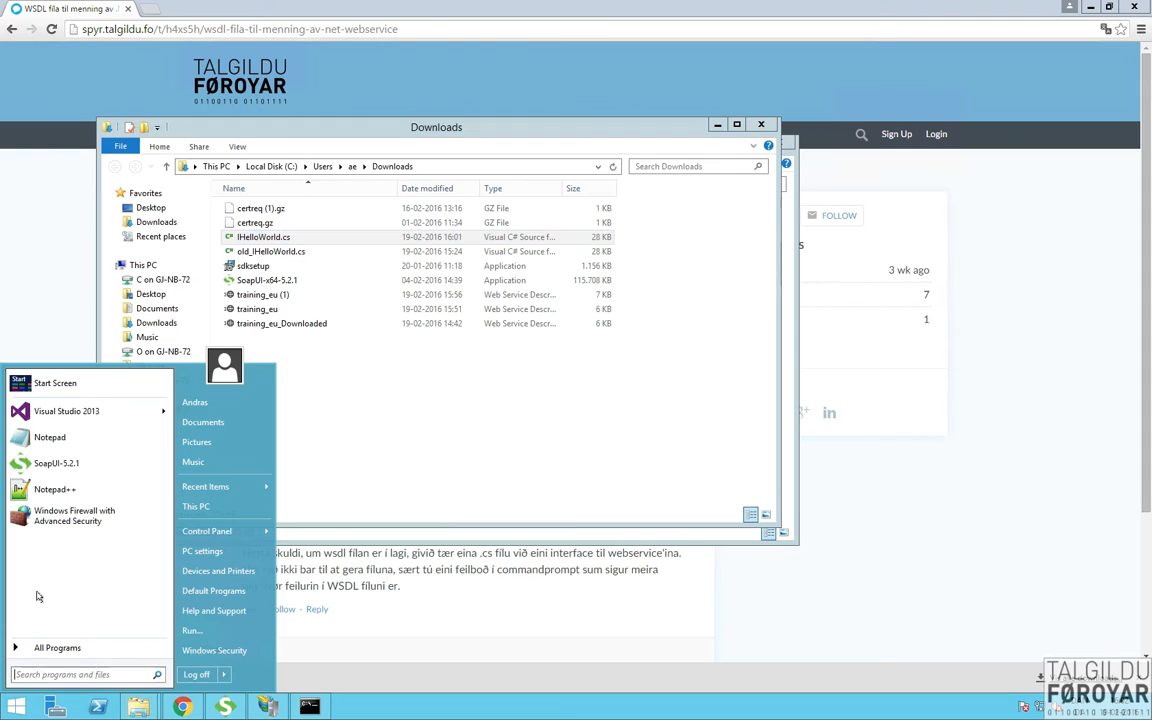 WSDL fila til menning av .
spyr.talgildu.fo/t/h4xs5h/wsdl-fila-til-menning-av-net-webservice
TALGILDU
FØROYAR
01100110 01101111
Sign Up Login
Downloads
File Home Share View
This PC Local Disk (C:) Users ae Downloads
Search Downloads
Name Date modified Type Size
Favorites
Desktop
Downloads
Recent places
This PC
C on GJ-NB-72
Desktop
Documents
Downloads
Music
O on GJ-NB-72
certreq (1).gz 16-02-2016 13:16 GZ File 1 KB
certreq.gz 01-02-2016 11:34 GZ File 1 KB
IHelloWorld.cs 19-02-2016 16:01 Visual C# Source f... 28 KB
old_IHelloWorld.cs 19-02-2016 15:24 Visual C# Source f... 28 KB
sdksetup 20-01-2016 11:18 Application 1.156 KB
SoapUI-x64-5.2.1 04-02-2016 14:39 Application 115.708 KB
training_eu (1) 19-02-2016 15:56 Web Service Descr... 7 KB
training_eu 19-02-2016 15:51 Web Service Descr... 6 KB
training_eu_Downloaded 19-02-2016 14:42 Web Service Descr... 6 KB
FOLLOW
s
3 wk ago
7
1
g+ in
Start
Start Screen
Visual Studio 2013
Notepad
SoapUI-5.2.1
Notepad++
Windows Firewall with
Advanced Security
All Programs
Search programs and files
Andras
Documents
Pictures
Music
Recent Items
This PC
Control Panel
PC settings
Devices and Printers
Default Programs
Help and Support
Run...
Windows Security
Log off
skuldi, um wsdl fílan er í lagi, givið tær eina .cs fílu við eini interface til webservice'ina.
ikki bar til at gera fíluna, sært tú eini feilboð í commandprompt sum sigur meira
feilurin í WSDL fíluni er.
Reply
TALGILDU
FØROYAR